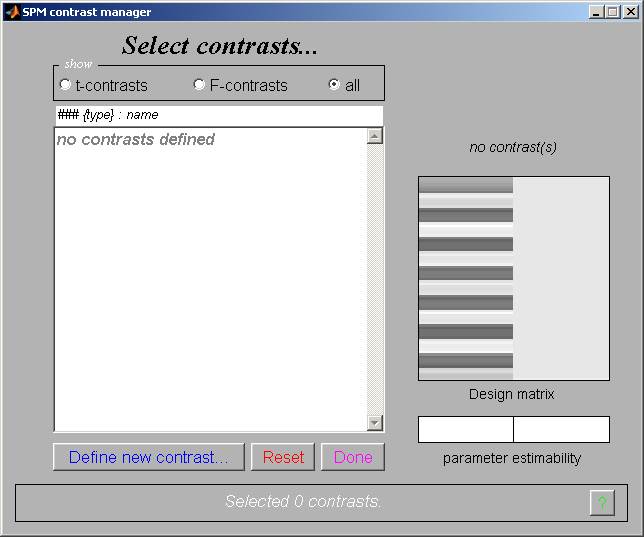 SPM contrast manager
Select contrasts...
show
t-contrasts F-contrasts all
### {type} : name
no contrasts defined
no contrast(s)
Design matrix
parameter estimability
Define new contrast... Reset Done
Selected 0 contrasts.
?